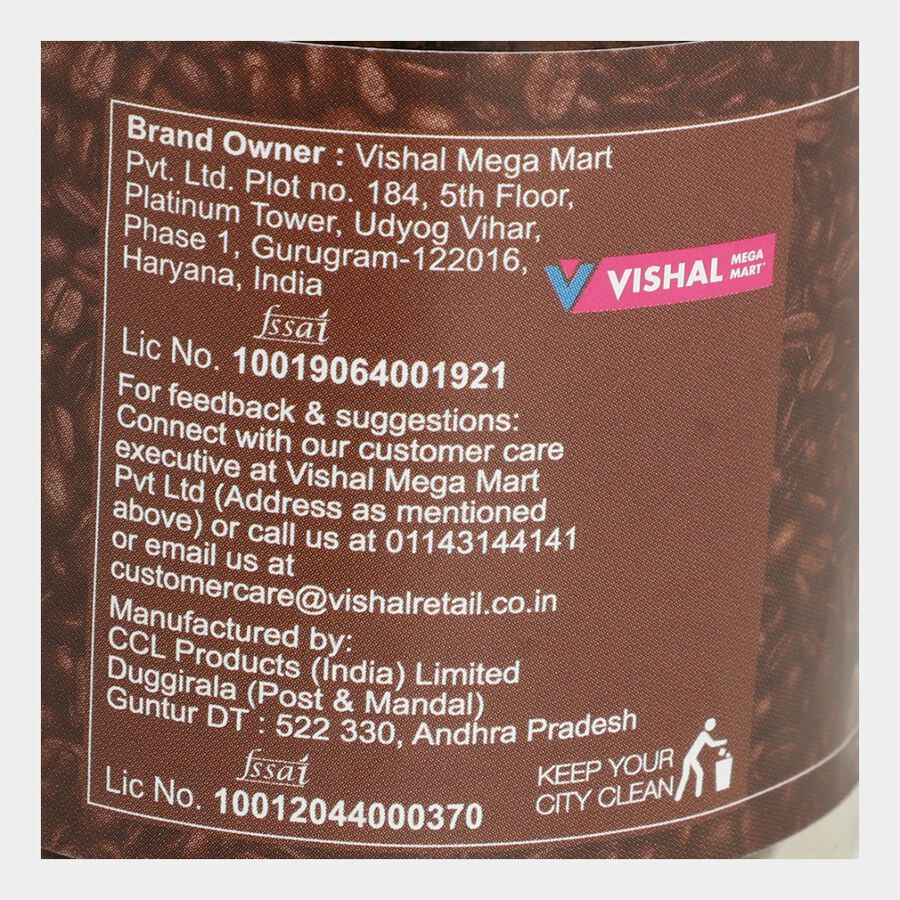 Brand Owner : Vishal Mega Mart
Pvt. Ltd. Plot no. 184, 5th Floor,
Platinum Tower, Udyog Vihar,
Phase 1, Gurugram-122016,
Haryana, India
VISHAL MEGA MART
fssai
Lic No. 10019064001921
For feedback & suggestions:
Connect with our customer care
executive at Vishal Mega Mart
Pvt Ltd (Address as mentioned
above) or call us at 01143144141
or email us at
customercare@vishalretail.co.in
Manufactured by:
CCL Products (India) Limited
Duggirala (Post & Mandal)
Guntur DT : 522 330, Andhra Pradesh
fssai
Lic No. 10012044000370
KEEP YOUR
CITY CLEAN